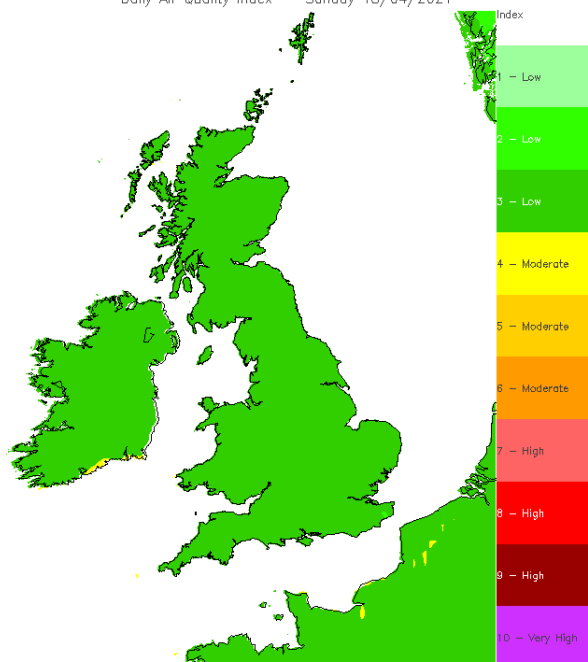 Daily Air Quality Index Sunday 18/04/2021
Index
1 - Low
2 - Low
3 - Low
4 - Moderate
5 - Moderate
6 - Moderate
7 - High
8 - High
9 - High
10 - Very High